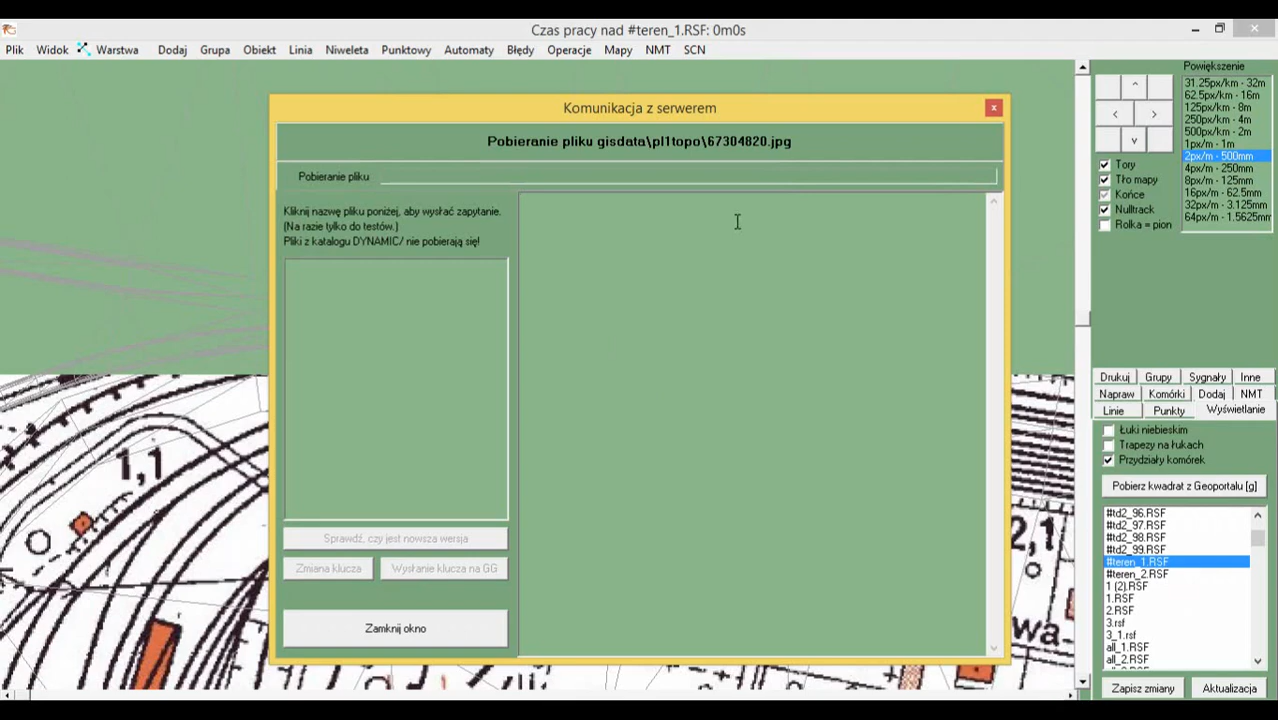 Czas pracy nad #teren_1.RSF: 0m0s
Plik Widok Warstwa Dodaj Grupa Obiekt Linia Niweleta Punktowy Automaty Błędy Operacje Mapy NMT SCN
Komunikacja z serwerem
Pobieranie pliku gisdata\pl1topo\67304820.jpg
Pobieranie pliku
Kliknij nazwę pliku poniżej, aby wysłać zapytanie.
(Na razie tylko do testów.)
Pliki z katalogu DYNAMIC/ nie pobierają się!
Sprawdź, czy jest nowsza wersja
Zmiana klucza Wysłanie klucza na GG
Zamknij okno
1,1
2,1
wa-
Powiększenie
31.25px/km - 32m
62.5px/km - 16m
125px/km - 8m
250px/km - 4m
500px/km - 2m
1px/m - 1m
2px/m - 500mm
4px/m - 250mm
8px/m - 125mm
16px/m - 62.5mm
32px/m - 3.125mm
64px/m - 1.5625mm
Tory
Tło mapy
Końce
Nulltrack
Rolka = pion
Drukuj Grupy Sygnały Inne
Napraw Komórki Dodaj NMT
Linie Punkty Wyświetlanie
Łuki niebieskim
Trapezy na łukach
Przydziały komórek
Pobierz kwadrat z Geoportalu [g]
#td2_96.RSF
#td2_97.RSF
#td2_98.RSF
#td2_99.RSF
#teren_1.RSF
#teren_2.RSF
1 (2).RSF
1.RSF
2.RSF
3.rsf
3_1.rsf
all_1.RSF
all_2.RSF
Zapisz zmiany Aktualizacja